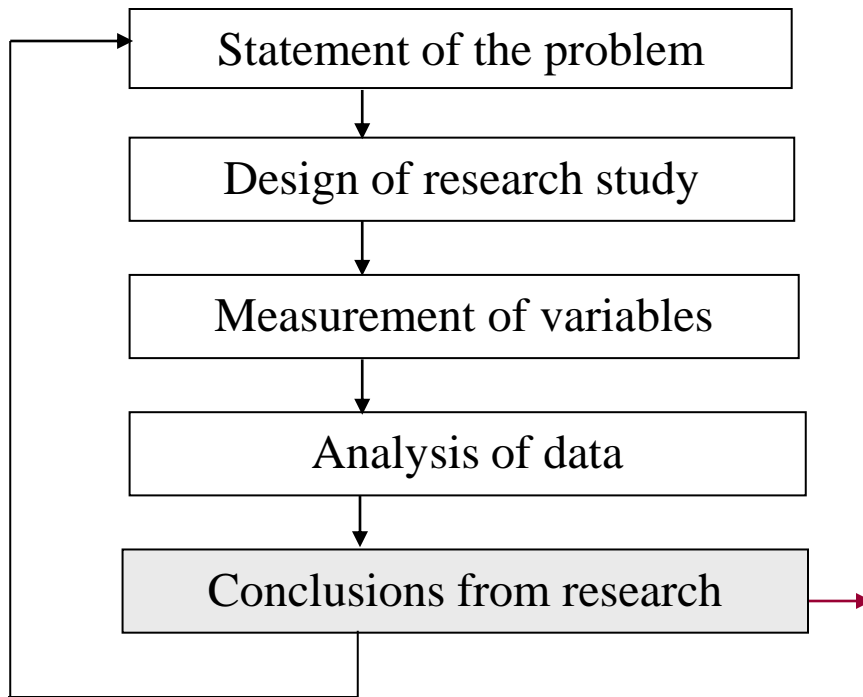 Statement of the problem
Design of research study
Measurement of variables
Analysis of data
Conclusions from research